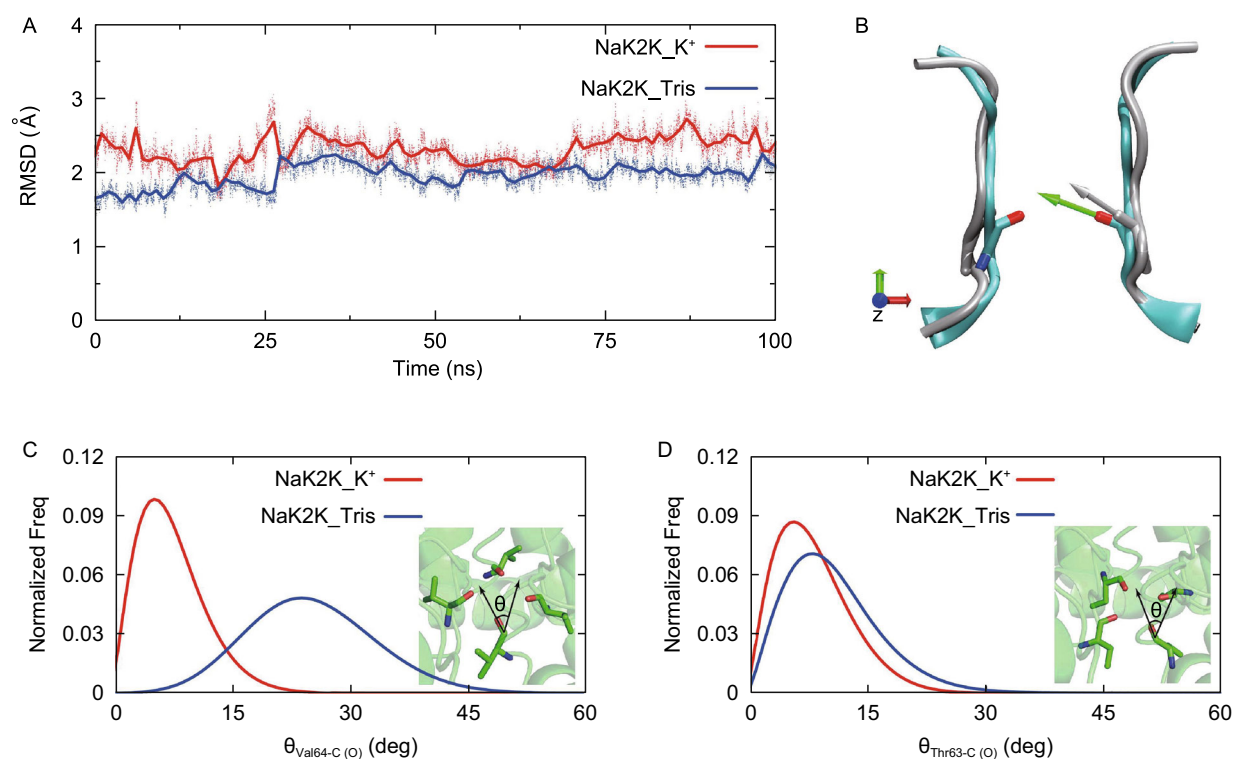 A
4
3
2
1
0
RMSD (Å)
NaK2K_K⁺
NaK2K_Tris
0 25 50 75 100
Time (ns)
B
z
C
0.12
0.09
0.06
0.03
0
Normalized Freq
NaK2K_K⁺
NaK2K_Tris
θ
0 15 30 45 60
θVal64-C (O) (deg)
D
0.12
0.09
0.06
0.03
0
Normalized Freq
NaK2K_K⁺
NaK2K_Tris
θ
0 15 30 45 60
θThr63-C (O) (deg)